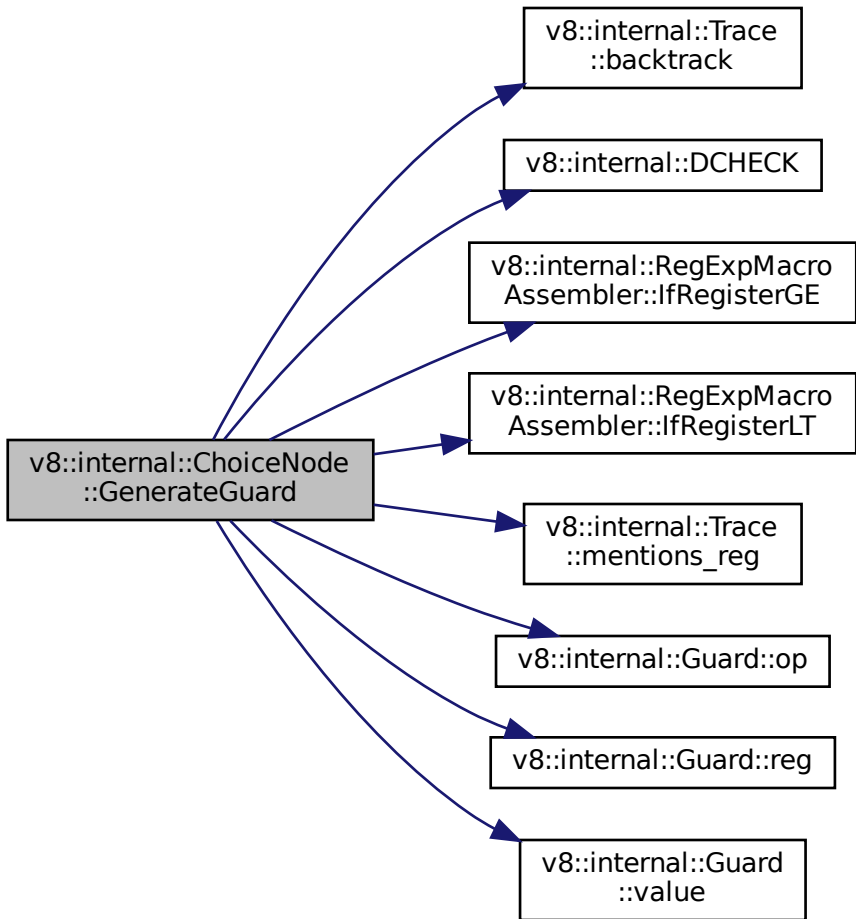 v8::internal::Trace
::backtrack
v8::internal::DCHECK
v8::internal::RegExpMacro
Assembler::IfRegisterGE
v8::internal::RegExpMacro
Assembler::IfRegisterLT
v8::internal::ChoiceNode
::GenerateGuard
v8::internal::Trace
::mentions_reg
v8::internal::Guard::op
v8::internal::Guard::reg
v8::internal::Guard
::value